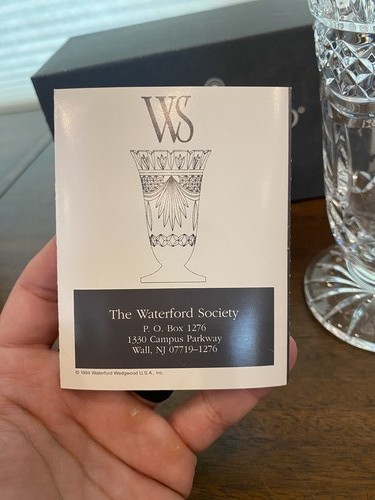 WS
The Waterford Society
P. O. Box 1276
1330 Campus Parkway
Wall, NJ 07719-1276
© 1994 Waterford Wedgwood U.S.A., Inc.